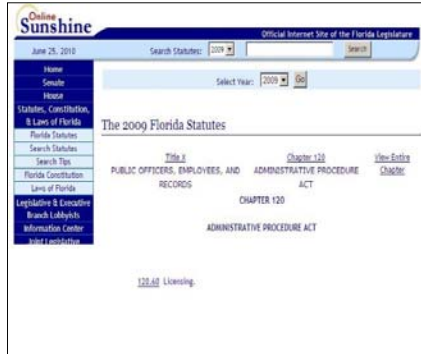 Online
Sunshine
Official Internet Site of the Florida Legislature
June 25, 2010
Search Statutes: 2009 Search
Select Year: 2009 Go
Home
Senate
House
Statutes, Constitution,
& Laws of Florida
Florida Statutes
Search Statutes
Search Tips
Florida Constitution
Laws of Florida
Legislative & Executive
Branch Lobbyists
Information Center
Joint Legislative
The 2009 Florida Statutes
Title X Chapter 120 View Entire
PUBLIC OFFICERS, EMPLOYEES, AND ADMINISTRATIVE PROCEDURE Chapter
RECORDS ACT
CHAPTER 120
ADMINISTRATIVE PROCEDURE ACT
120.60 Licensing.